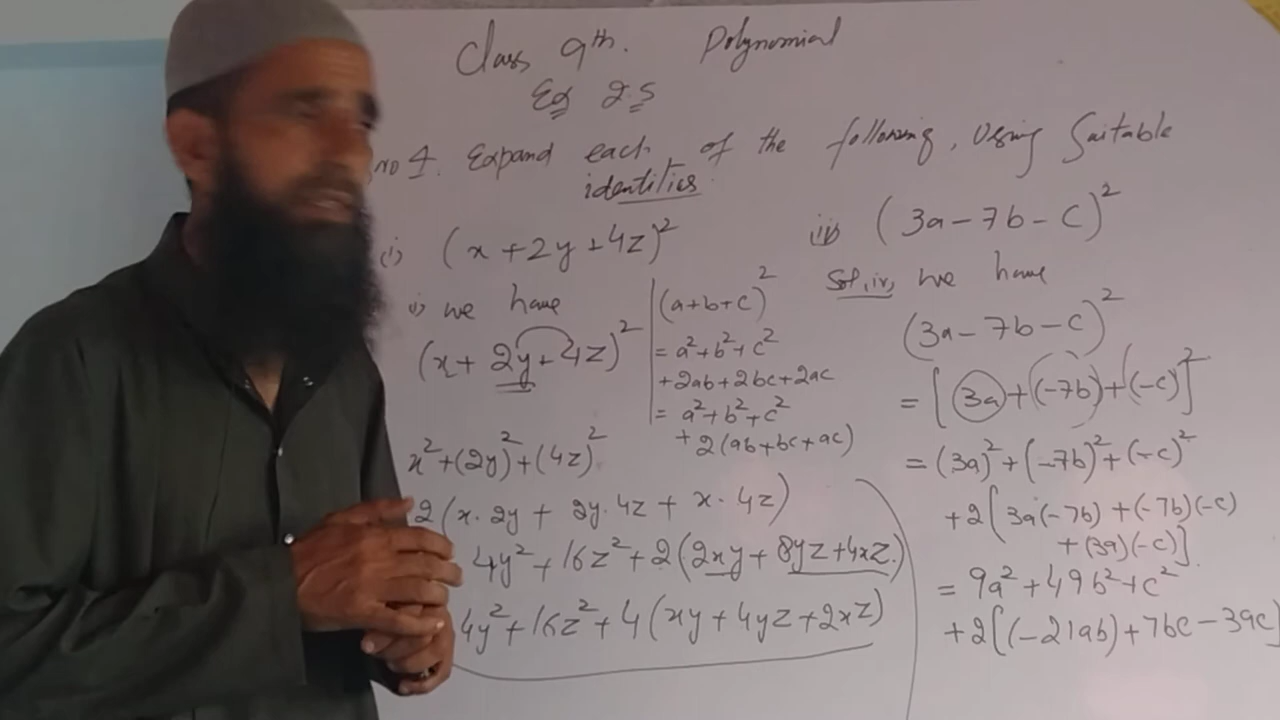 Class 9th. Polynomial
Ex 2.5
no 4. Expand each of the following, Using Suitable
identities.
i) (x + 2y + 4z)²
i) we have
(x + 2y + 4z)²
x² + (2y)² + (4z)²
2(x. 2y + 2y. 4z + x. 4z)
4y² + 16z² + 2(2xy + 8yz + 4xz.)
4y² + 16z² + 4(xy + 4yz + 2xz)
(a+b+c)²
= a²+b²+c²
+2ab+2bc+2ac
= a²+b²+c²
+2(ab+bc+ac)
(3a - 7b - c)²
Sol, iv, we have
(3a - 7b - c)²
= [3a + (-7b) + (-c)]²
= (3a)² + (-7b)² + (-c)²
+2[3a(-7b) + (-7b)(-c)
+ (3a)(-c)].
= 9a² + 49b² + c²
+2[(-21ab) + 7bc - 3ac]